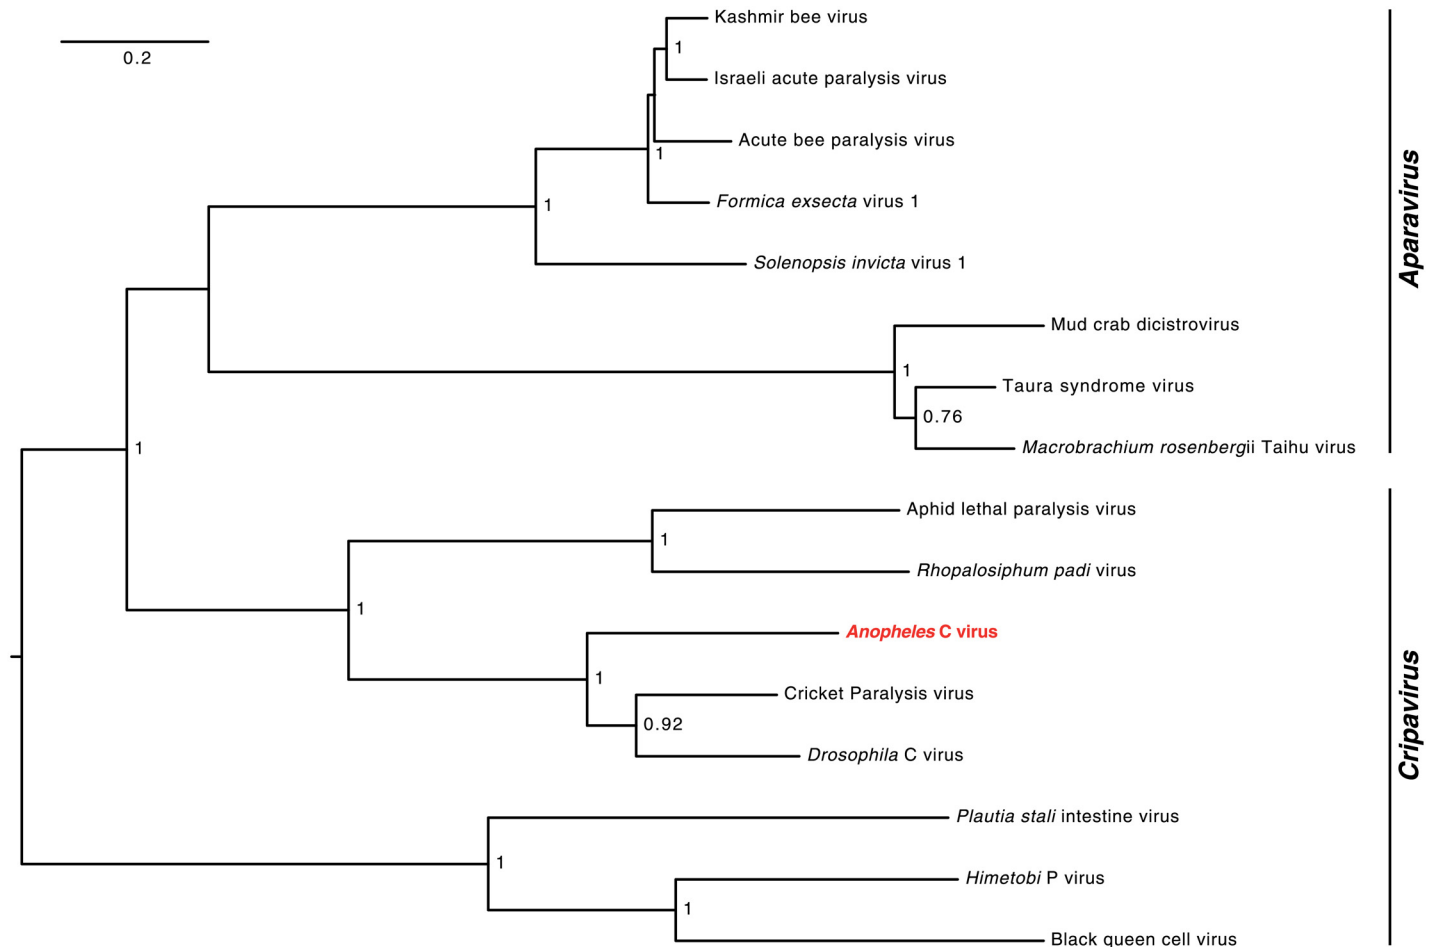 Kashmir bee virus
0.2
1
Israeli acute paralysis virus
Acute bee paralysis virus
1
Formica exsecta virus 1
1
Solenopsis invicta virus 1
Aparavirus
Mud crab dicistrovirus
1
Taura syndrome virus
0.76
Macrobrachium rosenbergii Taihu virus
1
Aphid lethal paralysis virus
1
Rhopalosiphum padi virus
1
Anopheles C virus
1
Cricket Paralysis virus
0.92
Drosophila C virus
Cripavirus
Plautia stali intestine virus
1
Himetobi P virus
1
Black queen cell virus